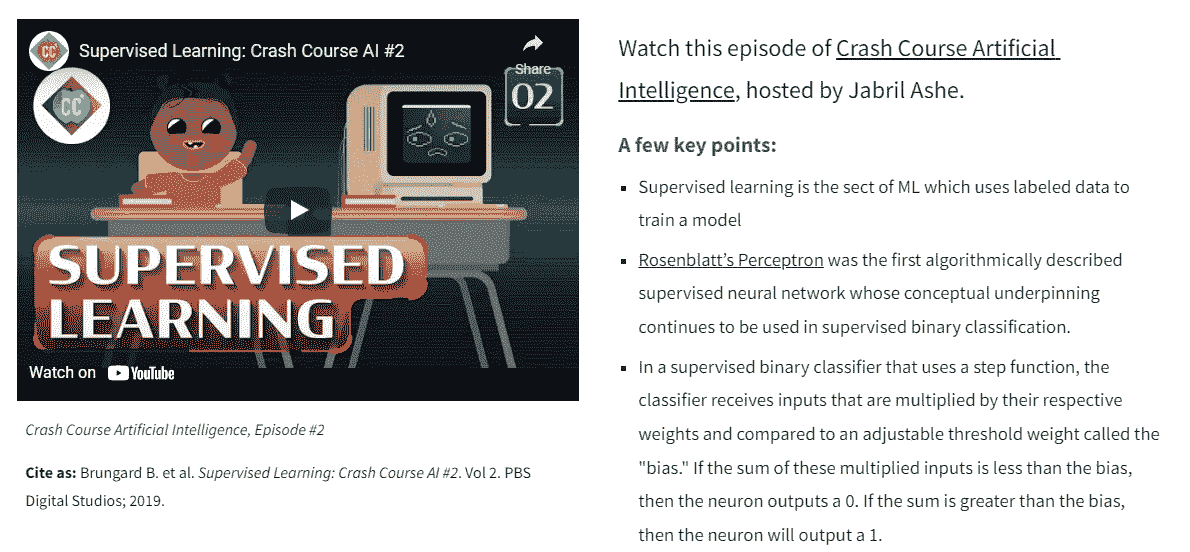 Supervised Learning: Crash Course AI #2
CC
CC
Share
02
SUPERVISED
LEARNING
Watch on YouTube
Crash Course Artificial Intelligence, Episode #2
Cite as: Brungard B. et al. Supervised Learning: Crash Course AI #2. Vol 2. PBS
Digital Studios; 2019.
Watch this episode of Crash Course Artificial
Intelligence, hosted by Jabril Ashe.
A few key points:
▪ Supervised learning is the sect of ML which uses labeled data to
train a model
▪ Rosenblatt’s Perceptron was the first algorithmically described
supervised neural network whose conceptual underpinning
continues to be used in supervised binary classification.
▪ In a supervised binary classifier that uses a step function, the
classifier receives inputs that are multiplied by their respective
weights and compared to an adjustable threshold weight called the
"bias." If the sum of these multiplied inputs is less than the bias,
then the neuron outputs a 0. If the sum is greater than the bias,
then the neuron will output a 1.